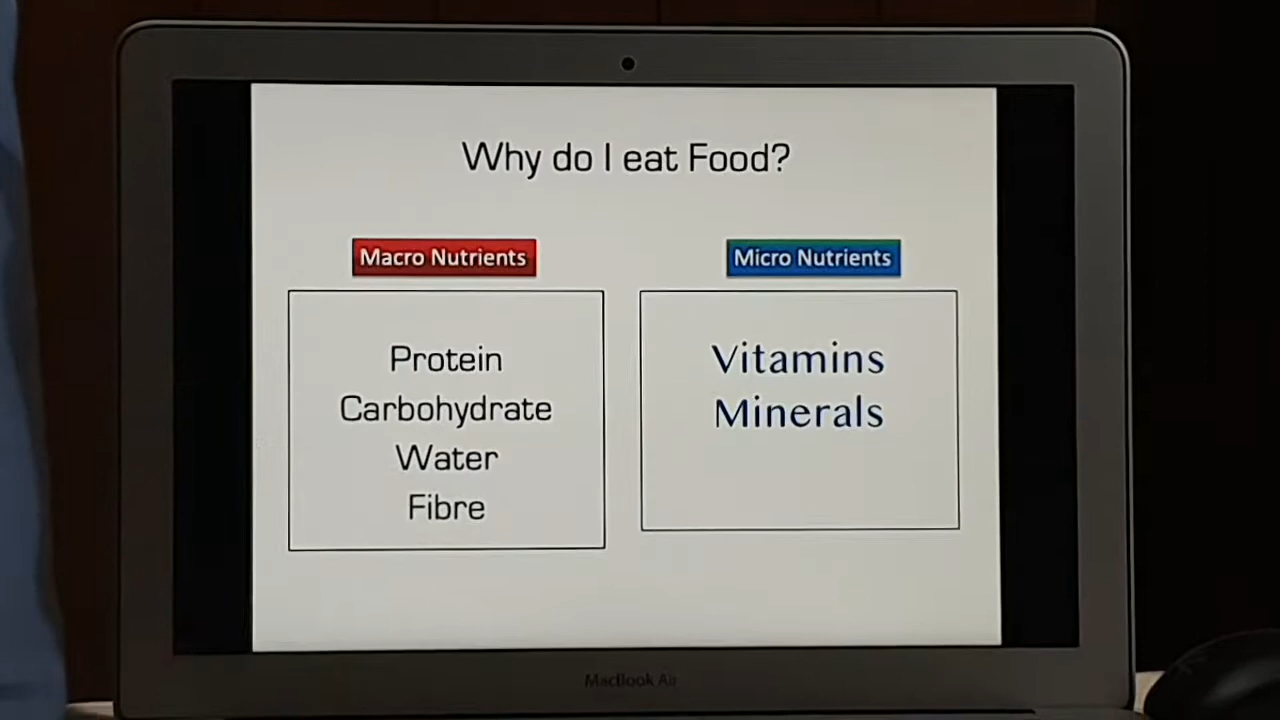 Why do I eat Food?
Macro Nutrients
Protein
Carbohydrate
Water
Fibre
Micro Nutrients
Vitamins
Minerals
MacBook Air